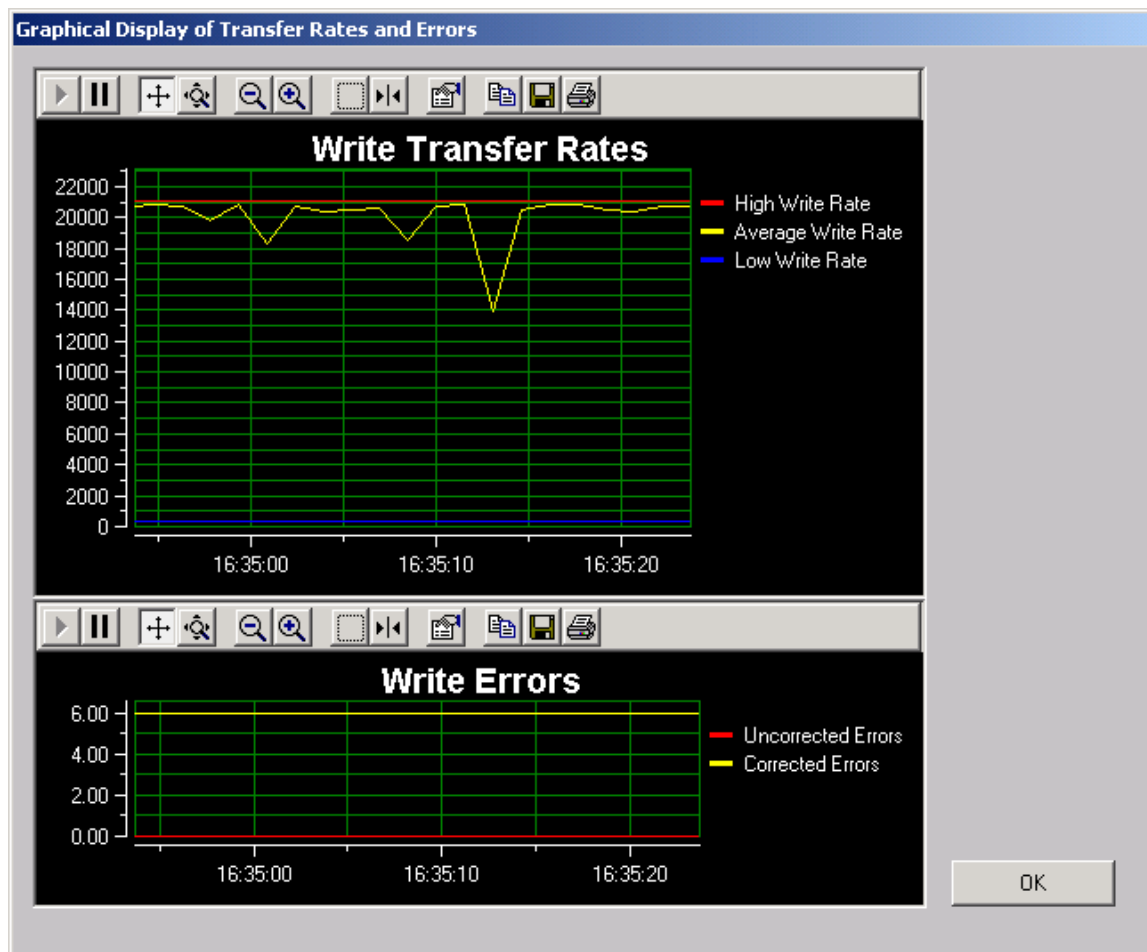 Graphical Display of Transfer Rates and Errors
Write Transfer Rates
22000
20000
18000
16000
14000
12000
10000
8000
6000
4000
2000
0
16:35:00 16:35:10 16:35:20
High Write Rate
Average Write Rate
Low Write Rate
Write Errors
6.00
4.00
2.00
0.00
16:35:00 16:35:10 16:35:20
Uncorrected Errors
Corrected Errors
OK